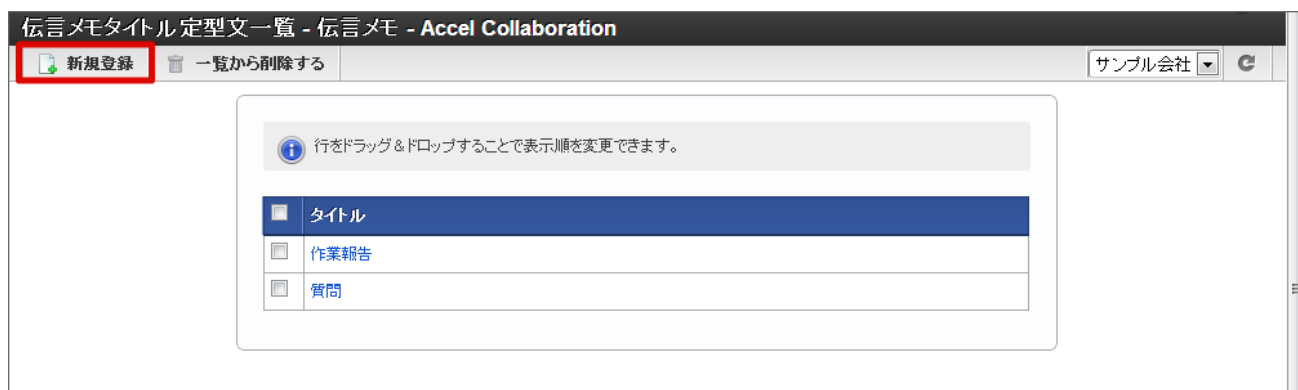 伝言メモタイトル定型文一覧 - 伝言メモ - Accel Collaboration
新規登録 一覧から削除する サンプル会社
行をドラッグ＆ドロップすることで表示順を変更できます。
タイトル
作業報告
質問